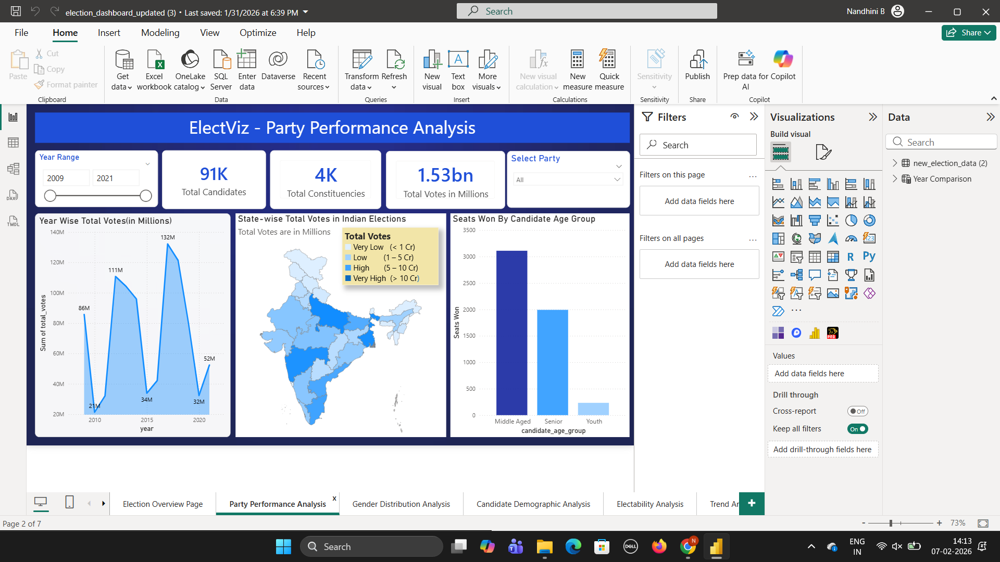 election_dashboard_updated (3) • Last saved: 1/31/2026 at 6:39 PM
Search
Nandhini B
File
Home
Insert
Modeling
View
Optimize
Help
Share
Paste
Cut
Copy
Format painter
Clipboard
Get data
Excel workbook
OneLake catalog
SQL Server
Enter data
Dataverse
Recent sources
Data
Transform data
Refresh
Queries
New visual
Text box
More visuals
Insert
New visual calculation
New measure
Quick measure
Calculations
Sensitivity
Sensitivity
Publish
Share
Prep data for AI
Copilot
Copilot
DAX
TMDL
ElectViz - Party Performance Analysis
Year Range
2009
2021
91K
Total Candidates
4K
Total Constituencies
1.53bn
Total Votes in Millions
Select Party
All
Year Wise Total Votes(in Millions)
140M
120M
100M
80M
60M
40M
20M
Sum of total_votes
86M
21M
111M
34M
132M
32M
52M
2010
2015
2020
year
State-wise Total Votes in Indian Elections
Total Votes are in Millions
Total Votes
Very Low (< 1 Cr)
Low (1 – 5 Cr)
High (5 – 10 Cr)
Very High (> 10 Cr)
Seats Won By Candidate Age Group
3500
3000
2500
2000
1500
1000
500
0
Seats Won
Middle Aged
Senior
Youth
candidate_age_group
Filters
Search
Filters on this page
...
Add data fields here
Filters on all pages
...
Add data fields here
Visualizations
Build visual
123
R
Py
...
PRO
Values
Add data fields here
Drill through
Cross-report
Off
Keep all filters
On
Add drill-through fields here
Data
Search
new_election_data (2)
Year Comparison
Election Overview Page
Party Performance Analysis
x
Gender Distribution Analysis
Candidate Demographic Analysis
Electability Analysis
Trend Ar
+
Page 2 of 7
-
+
73%
Search
DELL
N
ENG
IN
14:13
07-02-2026